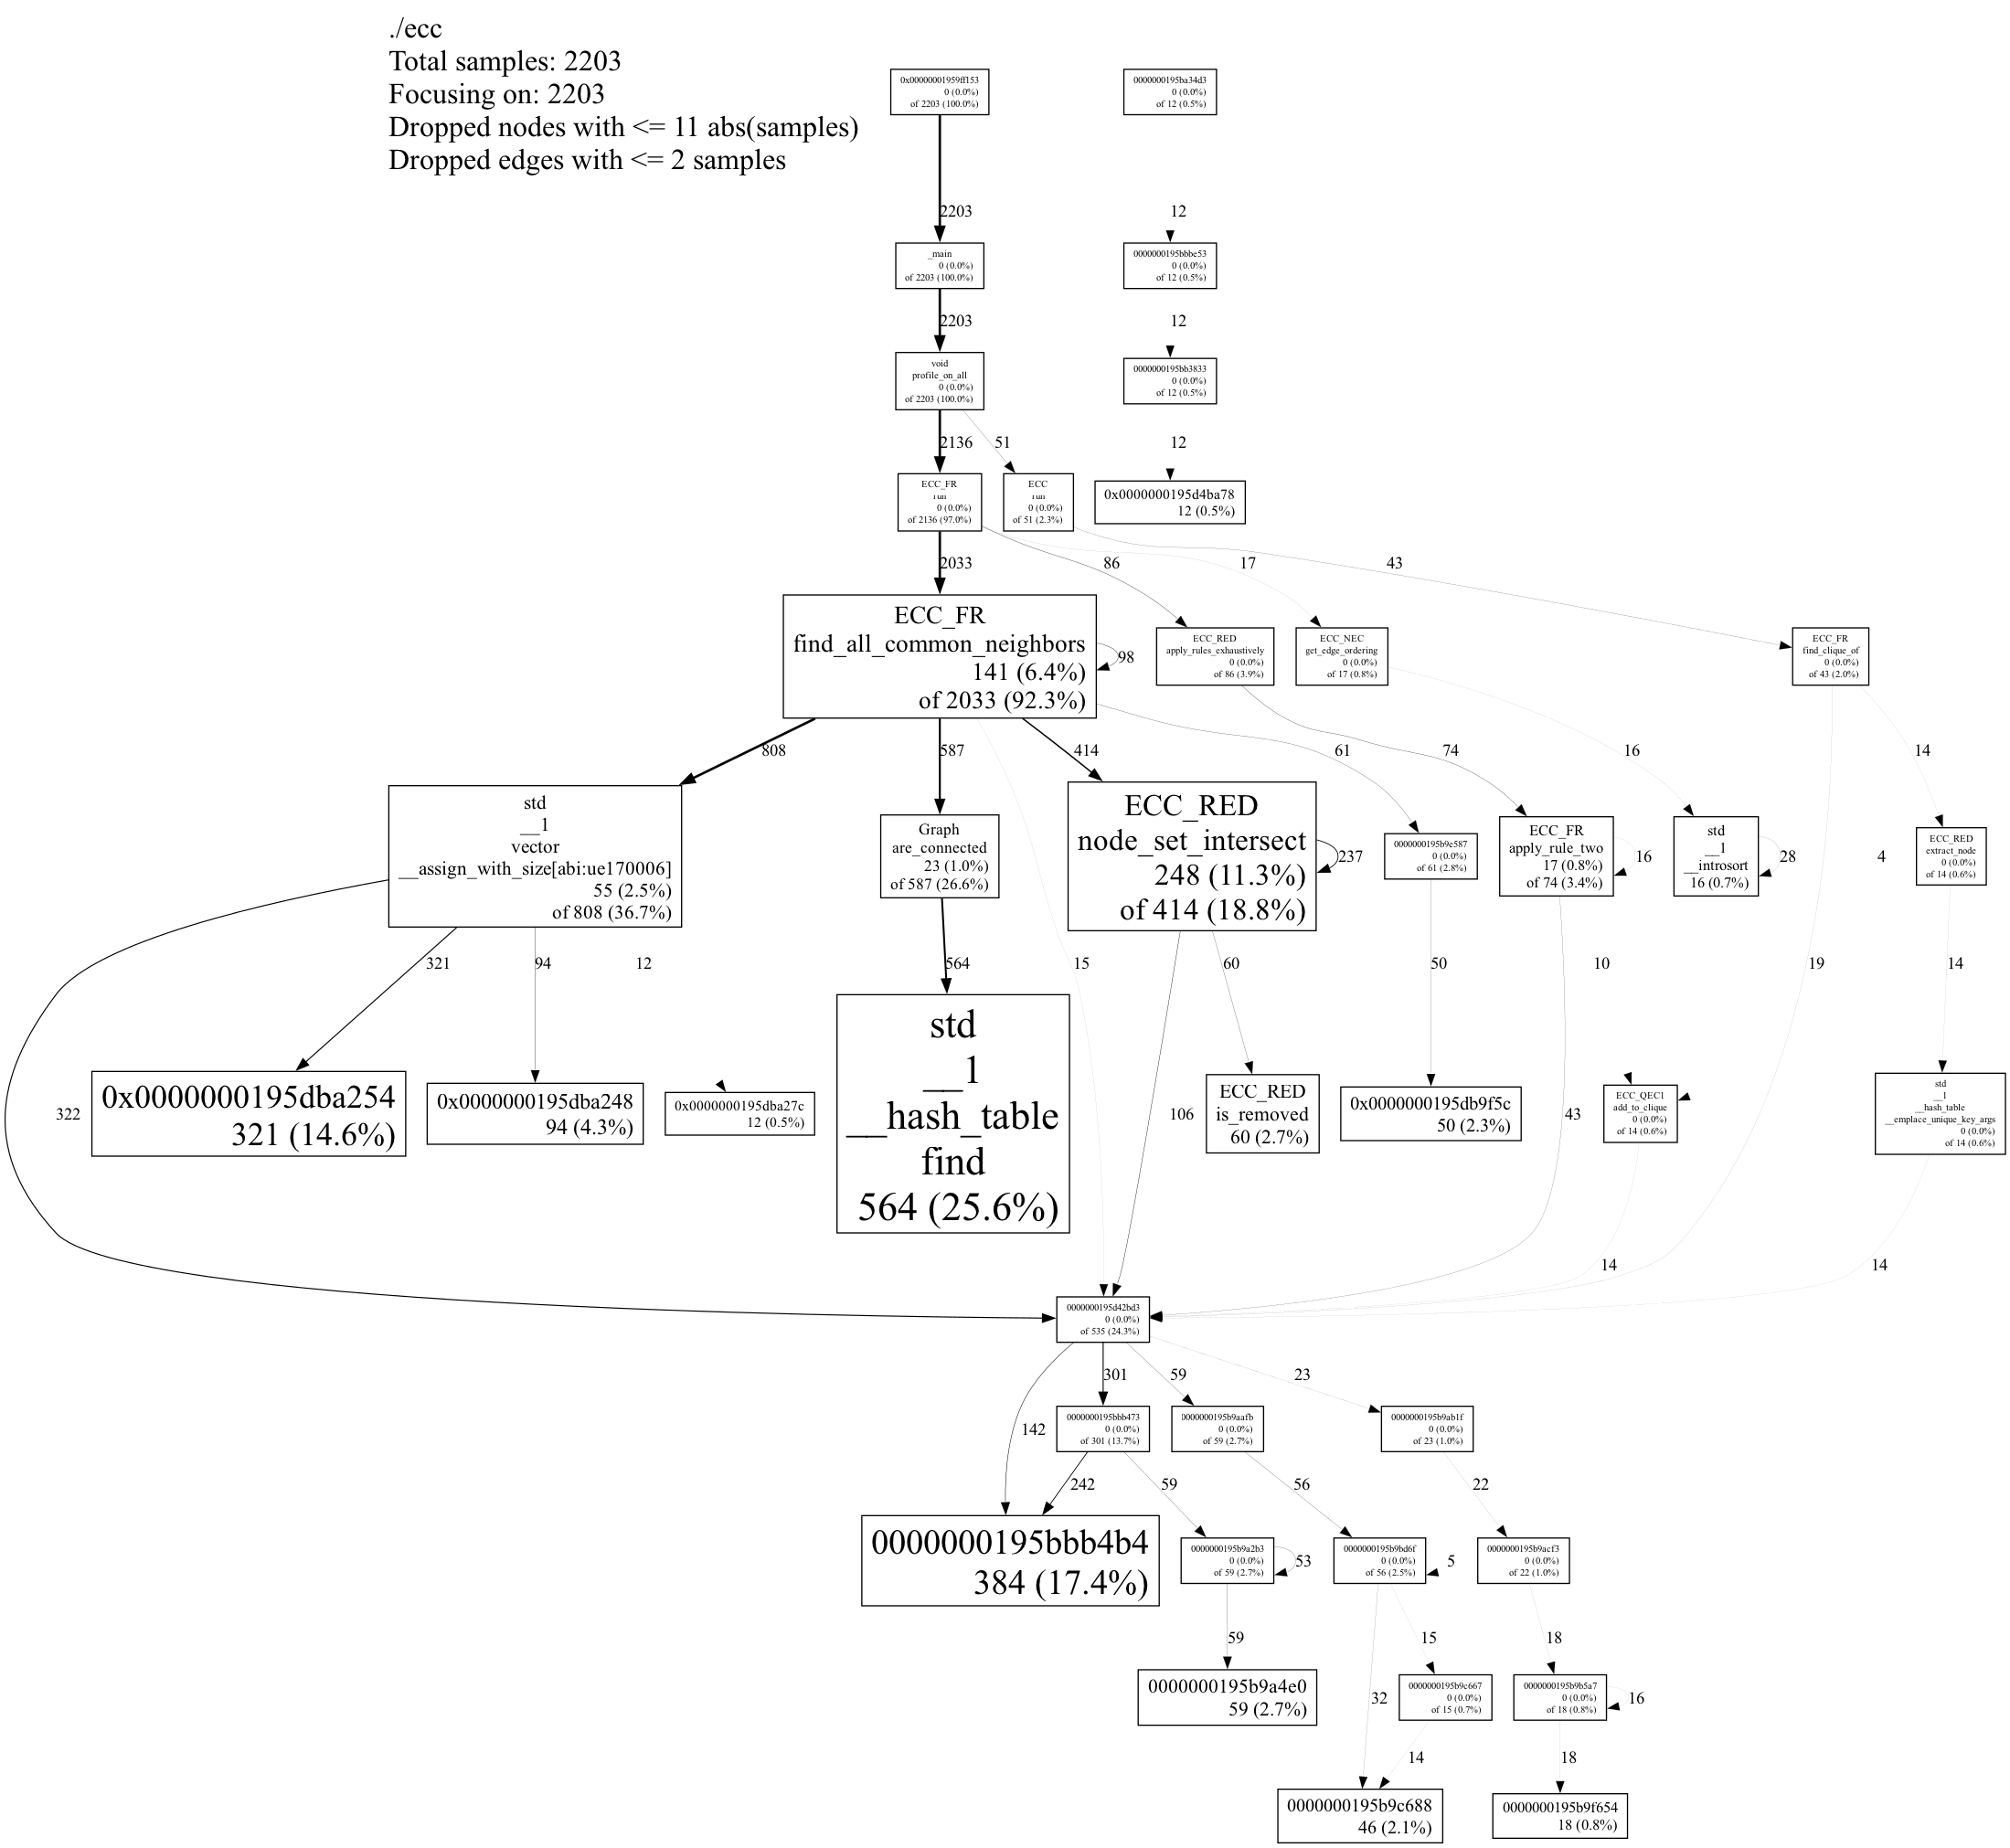 ./ecc
Total samples: 2203
Focusing on: 2203
Dropped nodes with <= 11 abs(samples)
Dropped edges with <= 2 samples
0x00000001959ff153
0 (0.0%)
of 2203 (100.0%)
0000000195ba34d3
0 (0.0%)
of 12 (0.5%)
2203
12
_main
0 (0.0%)
of 2203 (100.0%)
0000000195bbbe53
0 (0.0%)
of 12 (0.5%)
2203
12
void
profile_on_all
0 (0.0%)
of 2203 (100.0%)
0000000195bb3833
0 (0.0%)
of 12 (0.5%)
2136
51
12
ECC_FR
run
0 (0.0%)
of 2136 (97.0%)
ECC
run
0 (0.0%)
of 51 (2.3%)
0x0000000195d4ba78
12 (0.5%)
2033
86
17
43
ECC_FR
find_all_common_neighbors
141 (6.4%)
of 2033 (92.3%)
98
ECC_RED
apply_rules_exhaustively
0 (0.0%)
of 86 (3.9%)
ECC_NEC
get_edge_ordering
0 (0.0%)
of 17 (0.8%)
ECC_FR
find_clique_of
0 (0.0%)
of 43 (2.0%)
808
587
414
61
74
16
14
std
__1
vector
__assign_with_size[abi:ue170006]
55 (2.5%)
of 808 (36.7%)
Graph
are_connected
23 (1.0%)
of 587 (26.6%)
ECC_RED
node_set_intersect
248 (11.3%)
of 414 (18.8%)
237
0000000195b9e587
0 (0.0%)
of 61 (2.8%)
ECC_FR
apply_rule_two
17 (0.8%)
of 74 (3.4%)
16
std
__1
__introsort
16 (0.7%)
28
4
ECC_RED
extract_node
0 (0.0%)
of 14 (0.6%)
321
94
12
564
15
60
50
10
19
14
322
0x0000000195dba254
321 (14.6%)
0x0000000195dba248
94 (4.3%)
0x0000000195dba27c
12 (0.5%)
std
__1
__hash_table
find
564 (25.6%)
106
ECC_RED
is_removed
60 (2.7%)
0x0000000195db9f5c
50 (2.3%)
43
ECC_QEC1
add_to_clique
0 (0.0%)
of 14 (0.6%)
std
__1
__hash_table
__emplace_unique_key_args
0 (0.0%)
of 14 (0.6%)
14
14
0000000195d42bd3
0 (0.0%)
of 535 (24.3%)
142
301
59
23
0000000195bbb473
0 (0.0%)
of 301 (13.7%)
0000000195b9aafb
0 (0.0%)
of 59 (2.7%)
0000000195b9ab1f
0 (0.0%)
of 23 (1.0%)
242
59
56
22
0000000195bbb4b4
384 (17.4%)
0000000195b9a2b3
0 (0.0%)
of 59 (2.7%)
53
0000000195b9bd6f
0 (0.0%)
of 56 (2.5%)
5
0000000195b9acf3
0 (0.0%)
of 22 (1.0%)
59
32
15
18
0000000195b9a4e0
59 (2.7%)
0000000195b9c667
0 (0.0%)
of 15 (0.7%)
0000000195b9b5a7
0 (0.0%)
of 18 (0.8%)
16
14
18
0000000195b9c688
46 (2.1%)
0000000195b9f654
18 (0.8%)